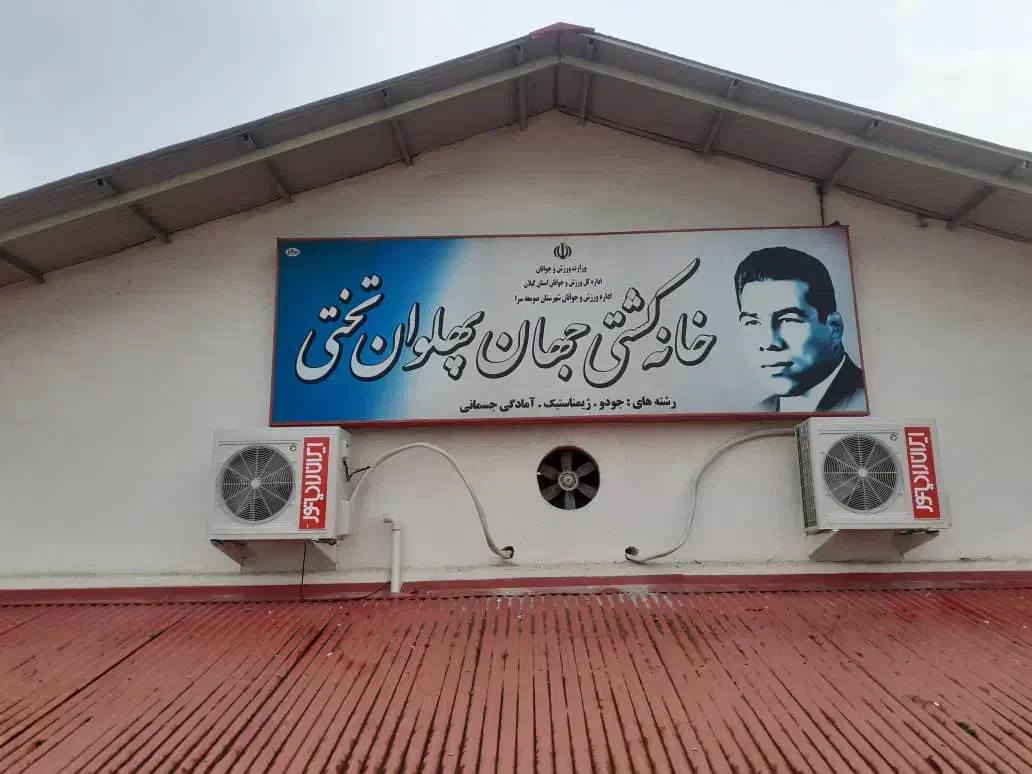 وزارت ورزش و جوانان
اداره کل ورزش و جوانان استان گیلان
اداره ورزش و جوانان شهرستان صومعه سرا
خانه کشتی جهان پهلوان تختی
رشته های : جودو . ژیمناستیک . آمادگی جسمانی
ایران رادیاتور
ایران رادیاتور